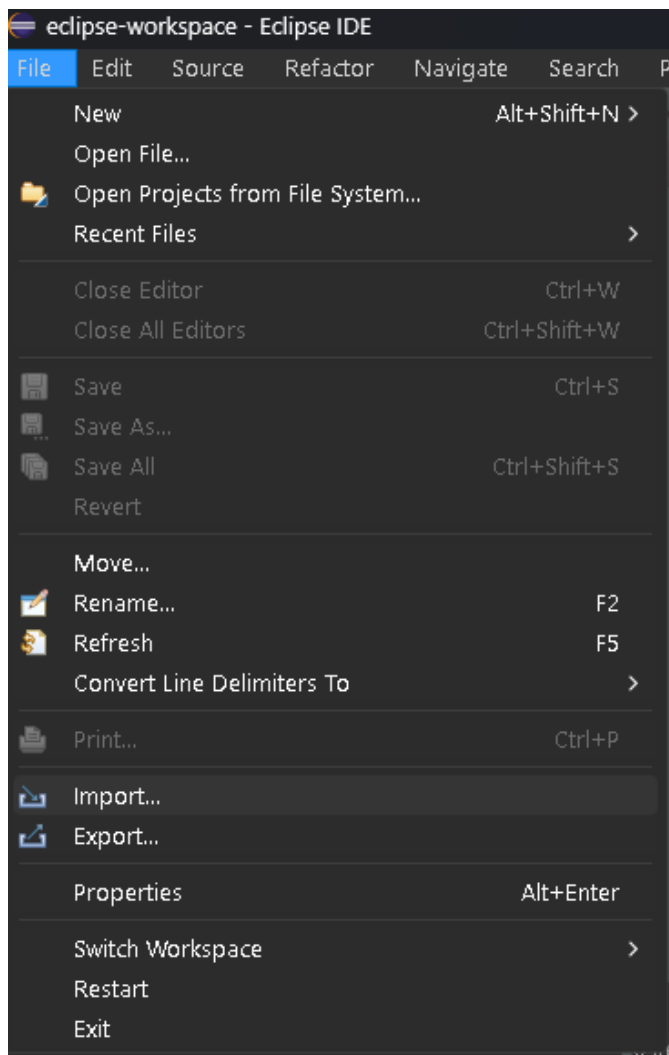 eclipse-workspace - Eclipse IDE
File Edit Source Refactor Navigate Search
New Alt+Shift+N >
Open File...
Open Projects from File System...
Recent Files >
Close Editor Ctrl+W
Close All Editors Ctrl+Shift+W
Save Ctrl+S
Save As...
Save All Ctrl+Shift+S
Revert
Move...
Rename... F2
Refresh F5
Convert Line Delimiters To >
Print... Ctrl+P
Import...
Export...
Properties Alt+Enter
Switch Workspace >
Restart
Exit